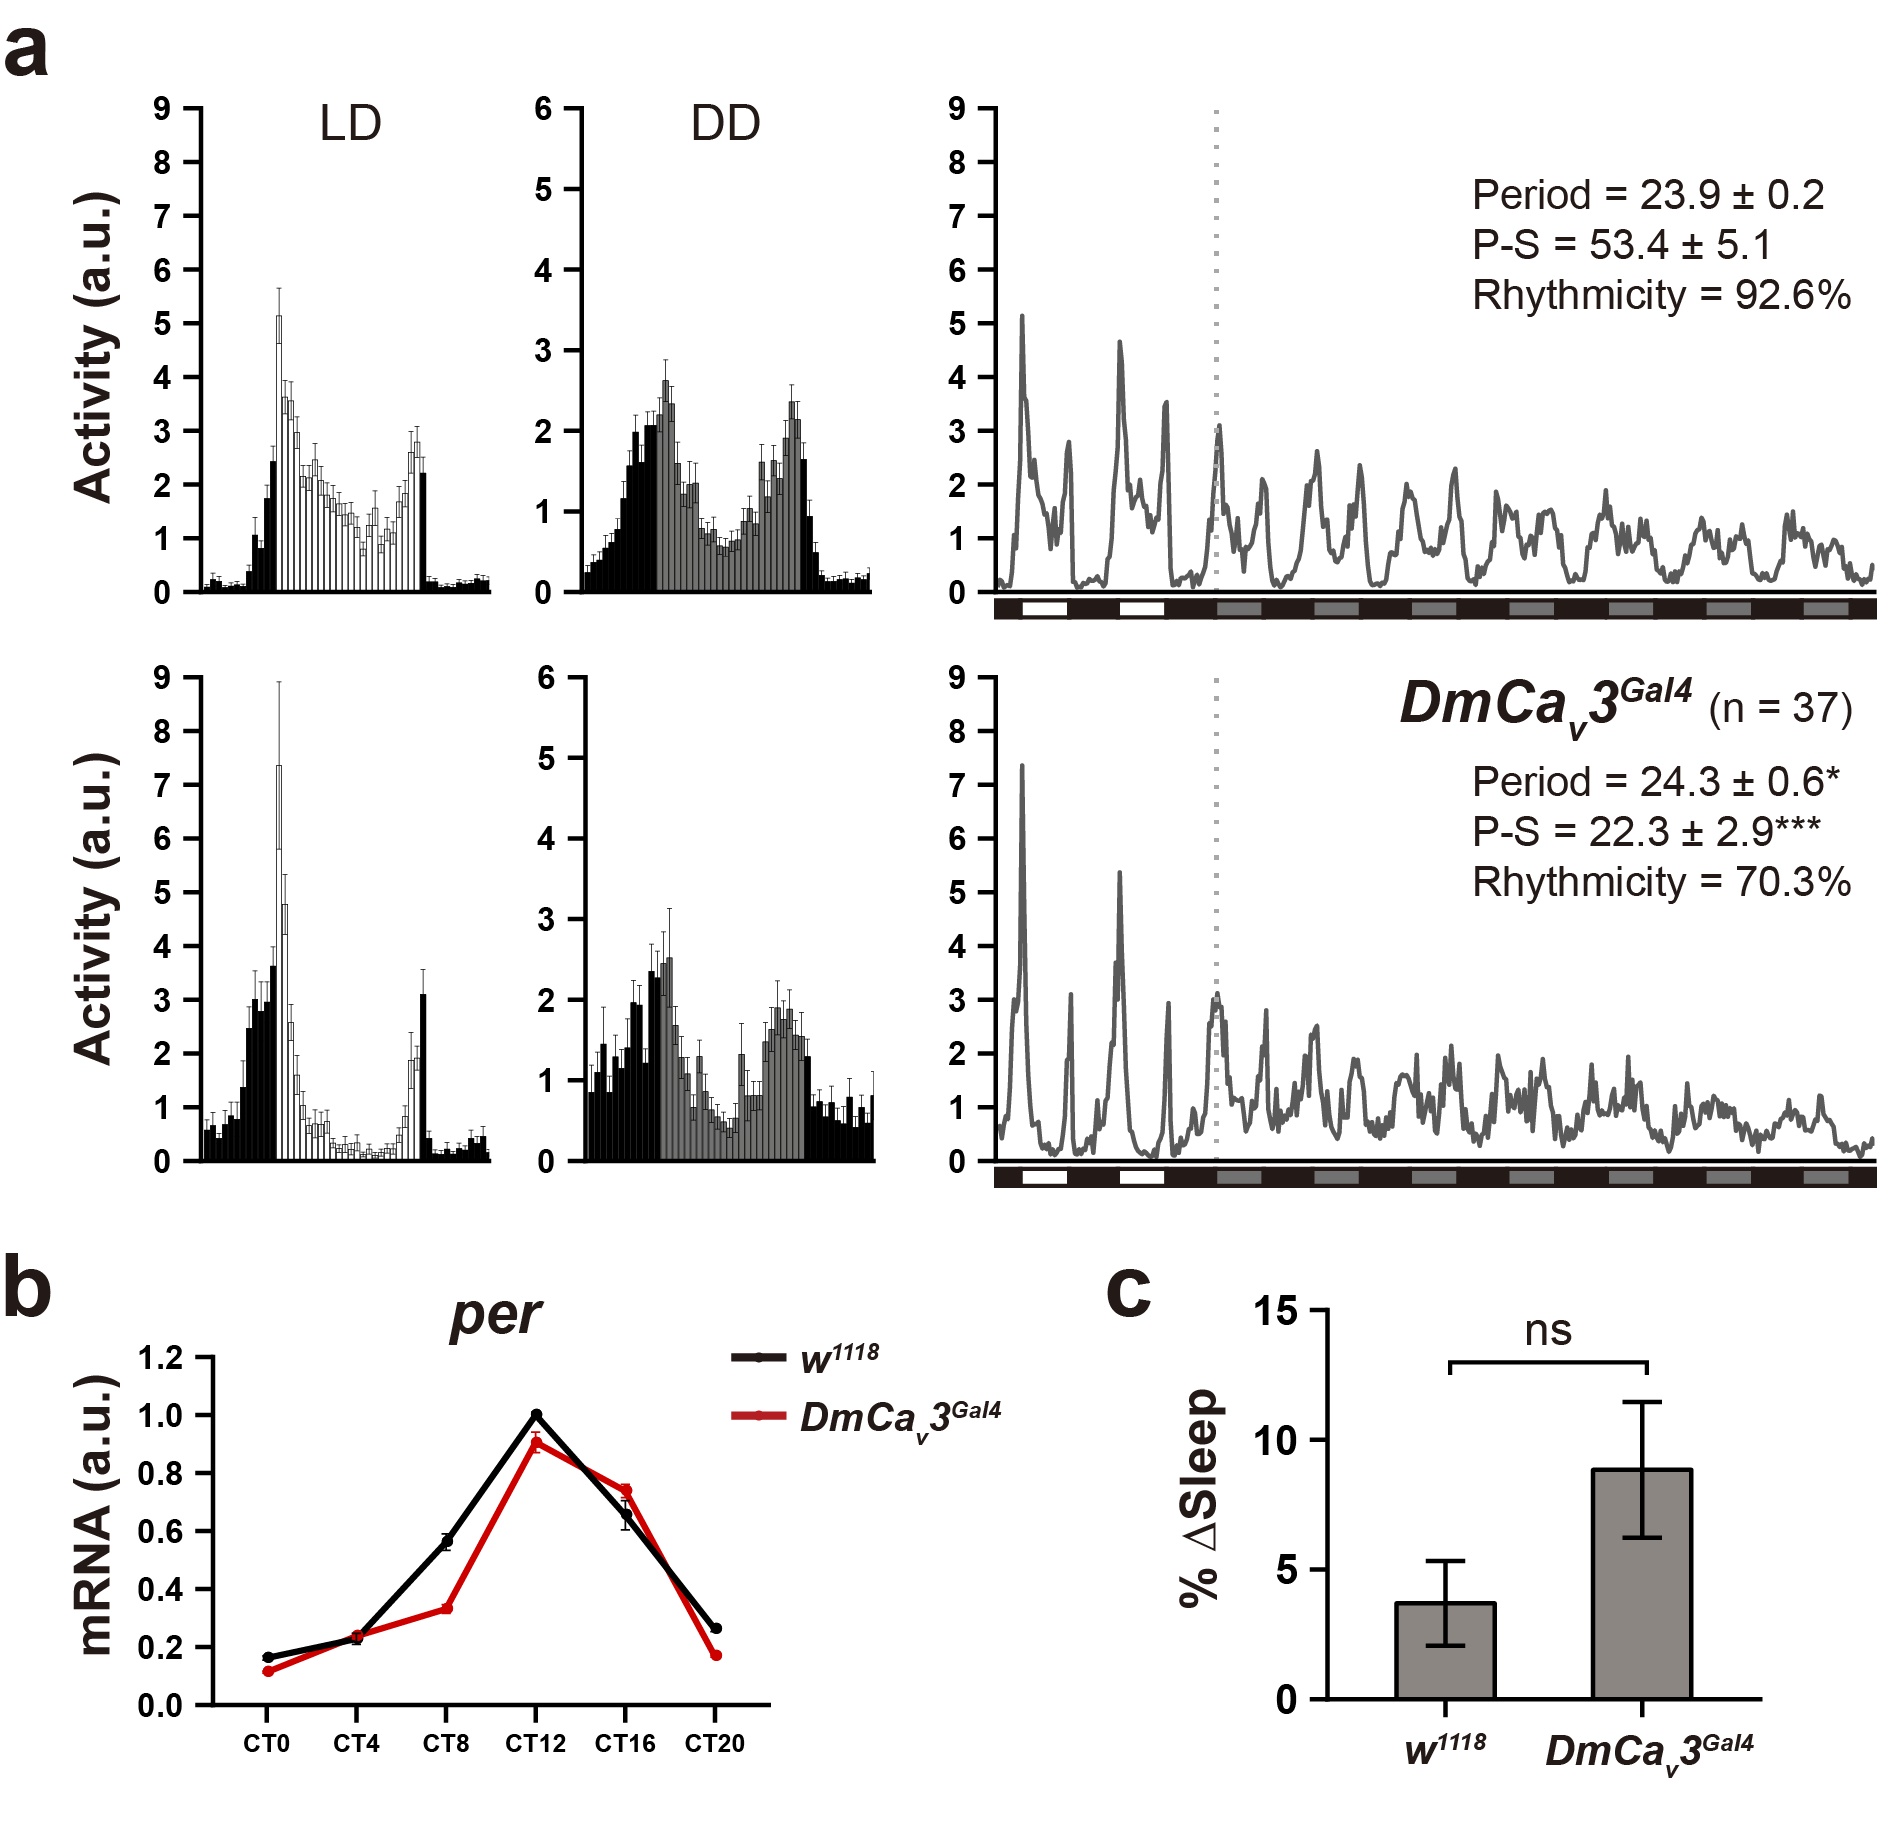 a
LD
DD
Activity (a.u.)
9
8
7
6
5
4
3
2
1
0
6
5
4
3
2
1
0
9
8
7
6
5
4
3
2
1
0
Period = 23.9 ± 0.2
P-S = 53.4 ± 5.1
Rhythmicity = 92.6%
Activity (a.u.)
9
8
7
6
5
4
3
2
1
0
6
5
4
3
2
1
0
9
8
7
6
5
4
3
2
1
0
DmCav3Gal4 (n = 37)
Period = 24.3 ± 0.6*
P-S = 22.3 ± 2.9***
Rhythmicity = 70.3%
b
per
mRNA (a.u.)
1.2
1.0
0.8
0.6
0.4
0.2
0.0
CT0 CT4 CT8 CT12 CT16 CT20
w1118
DmCav3Gal4
c
% ΔSleep
15
10
5
0
ns
w1118 DmCav3Gal4